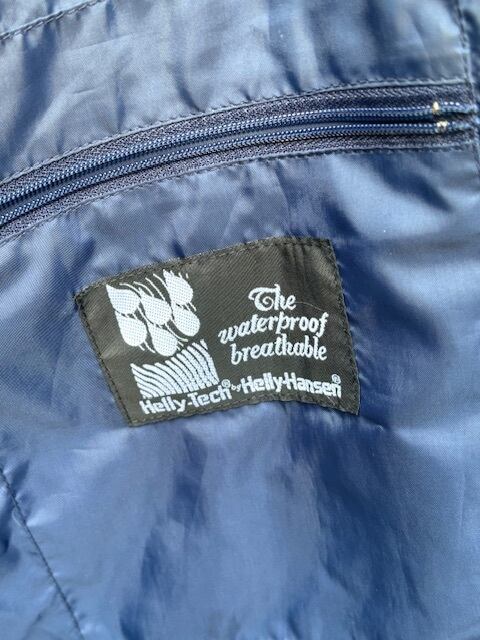 The
waterproof
breathable
Helly-Tech® by Helly-Hansen®